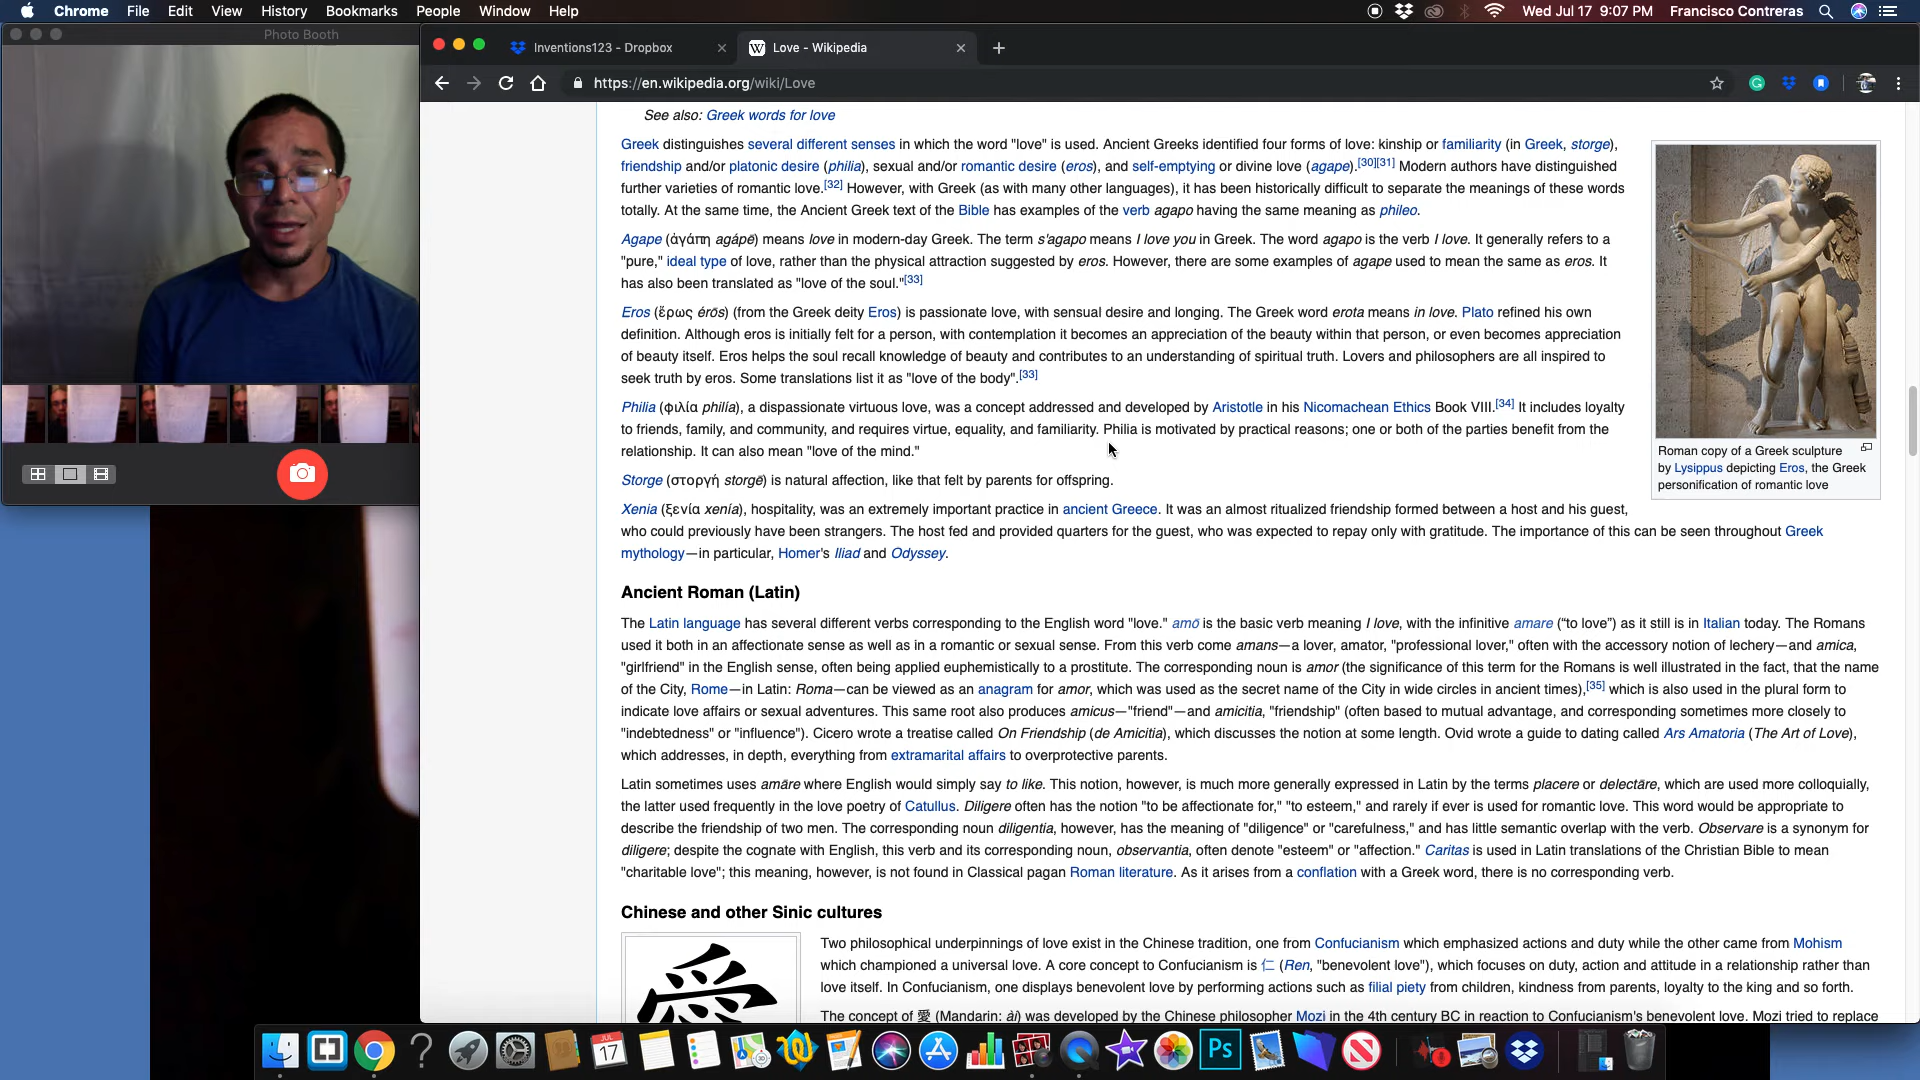 Chrome File Edit View History Bookmarks People Window Help
Wed Jul 17 9:07 PM Francisco Contreras
Photo Booth
Inventions123 - Dropbox
Love - Wikipedia
https://en.wikipedia.org/wiki/Love
See also: Greek words for love
Greek distinguishes several different senses in which the word "love" is used. Ancient Greeks identified four forms of love: kinship or familiarity (in Greek, storge),
friendship and/or platonic desire (philia), sexual and/or romantic desire (eros), and self-emptying or divine love (agape).[30][31] Modern authors have distinguished
further varieties of romantic love.[32] However, with Greek (as with many other languages), it has been historically difficult to separate the meanings of these words
totally. At the same time, the Ancient Greek text of the Bible has examples of the verb agapo having the same meaning as phileo.
Agape (ἀγάπη agápē) means love in modern-day Greek. The term s'agapo means I love you in Greek. The word agapo is the verb I love. It generally refers to a
"pure," ideal type of love, rather than the physical attraction suggested by eros. However, there are some examples of agape used to mean the same as eros. It
has also been translated as "love of the soul."[33]
Eros (ἔρως érōs) (from the Greek deity Eros) is passionate love, with sensual desire and longing. The Greek word erota means in love. Plato refined his own
definition. Although eros is initially felt for a person, with contemplation it becomes an appreciation of the beauty within that person, or even becomes appreciation
of beauty itself. Eros helps the soul recall knowledge of beauty and contributes to an understanding of spiritual truth. Lovers and philosophers are all inspired to
seek truth by eros. Some translations list it as "love of the body".[33]
Philia (φιλία philía), a dispassionate virtuous love, was a concept addressed and developed by Aristotle in his Nicomachean Ethics Book VIII.[34] It includes loyalty
to friends, family, and community, and requires virtue, equality, and familiarity. Philia is motivated by practical reasons; one or both of the parties benefit from the
relationship. It can also mean "love of the mind."
Storge (στοργή storgē) is natural affection, like that felt by parents for offspring.
Xenia (ξενία xenía), hospitality, was an extremely important practice in ancient Greece. It was an almost ritualized friendship formed between a host and his guest,
who could previously have been strangers. The host fed and provided quarters for the guest, who was expected to repay only with gratitude. The importance of this can be seen throughout Greek
mythology—in particular, Homer's Iliad and Odyssey.
Roman copy of a Greek sculpture
by Lysippus depicting Eros, the Greek
personification of romantic love
Ancient Roman (Latin)
The Latin language has several different verbs corresponding to the English word "love." amō is the basic verb meaning I love, with the infinitive amare (“to love”) as it still is in Italian today. The Romans
used it both in an affectionate sense as well as in a romantic or sexual sense. From this verb come amans—a lover, amator, "professional lover," often with the accessory notion of lechery—and amica,
"girlfriend" in the English sense, often being applied euphemistically to a prostitute. The corresponding noun is amor (the significance of this term for the Romans is well illustrated in the fact, that the name
of the City, Rome—in Latin: Roma—can be viewed as an anagram for amor, which was used as the secret name of the City in wide circles in ancient times),[35] which is also used in the plural form to
indicate love affairs or sexual adventures. This same root also produces amicus—"friend"—and amicitia, "friendship" (often based to mutual advantage, and corresponding sometimes more closely to
"indebtedness" or "influence"). Cicero wrote a treatise called On Friendship (de Amicitia), which discusses the notion at some length. Ovid wrote a guide to dating called Ars Amatoria (The Art of Love),
which addresses, in depth, everything from extramarital affairs to overprotective parents.
Latin sometimes uses amāre where English would simply say to like. This notion, however, is much more generally expressed in Latin by the terms placere or delectāre, which are used more colloquially,
the latter used frequently in the love poetry of Catullus. Diligere often has the notion "to be affectionate for," "to esteem," and rarely if ever is used for romantic love. This word would be appropriate to
describe the friendship of two men. The corresponding noun diligentia, however, has the meaning of "diligence" or "carefulness," and has little semantic overlap with the verb. Observare is a synonym for
diligere; despite the cognate with English, this verb and its corresponding noun, observantia, often denote "esteem" or "affection." Caritas is used in Latin translations of the Christian Bible to mean
"charitable love"; this meaning, however, is not found in Classical pagan Roman literature. As it arises from a conflation with a Greek word, there is no corresponding verb.
Chinese and other Sinic cultures
愛
Two philosophical underpinnings of love exist in the Chinese tradition, one from Confucianism which emphasized actions and duty while the other came from Mohism
which championed a universal love. A core concept to Confucianism is 仁 (Ren, "benevolent love"), which focuses on duty, action and attitude in a relationship rather than
love itself. In Confucianism, one displays benevolent love by performing actions such as filial piety from children, kindness from parents, loyalty to the king and so forth.
The concept of 愛 (Mandarin: ài) was developed by the Chinese philosopher Mozi in the 4th century BC in reaction to Confucianism's benevolent love. Mozi tried to replace
JUL
17
Ps